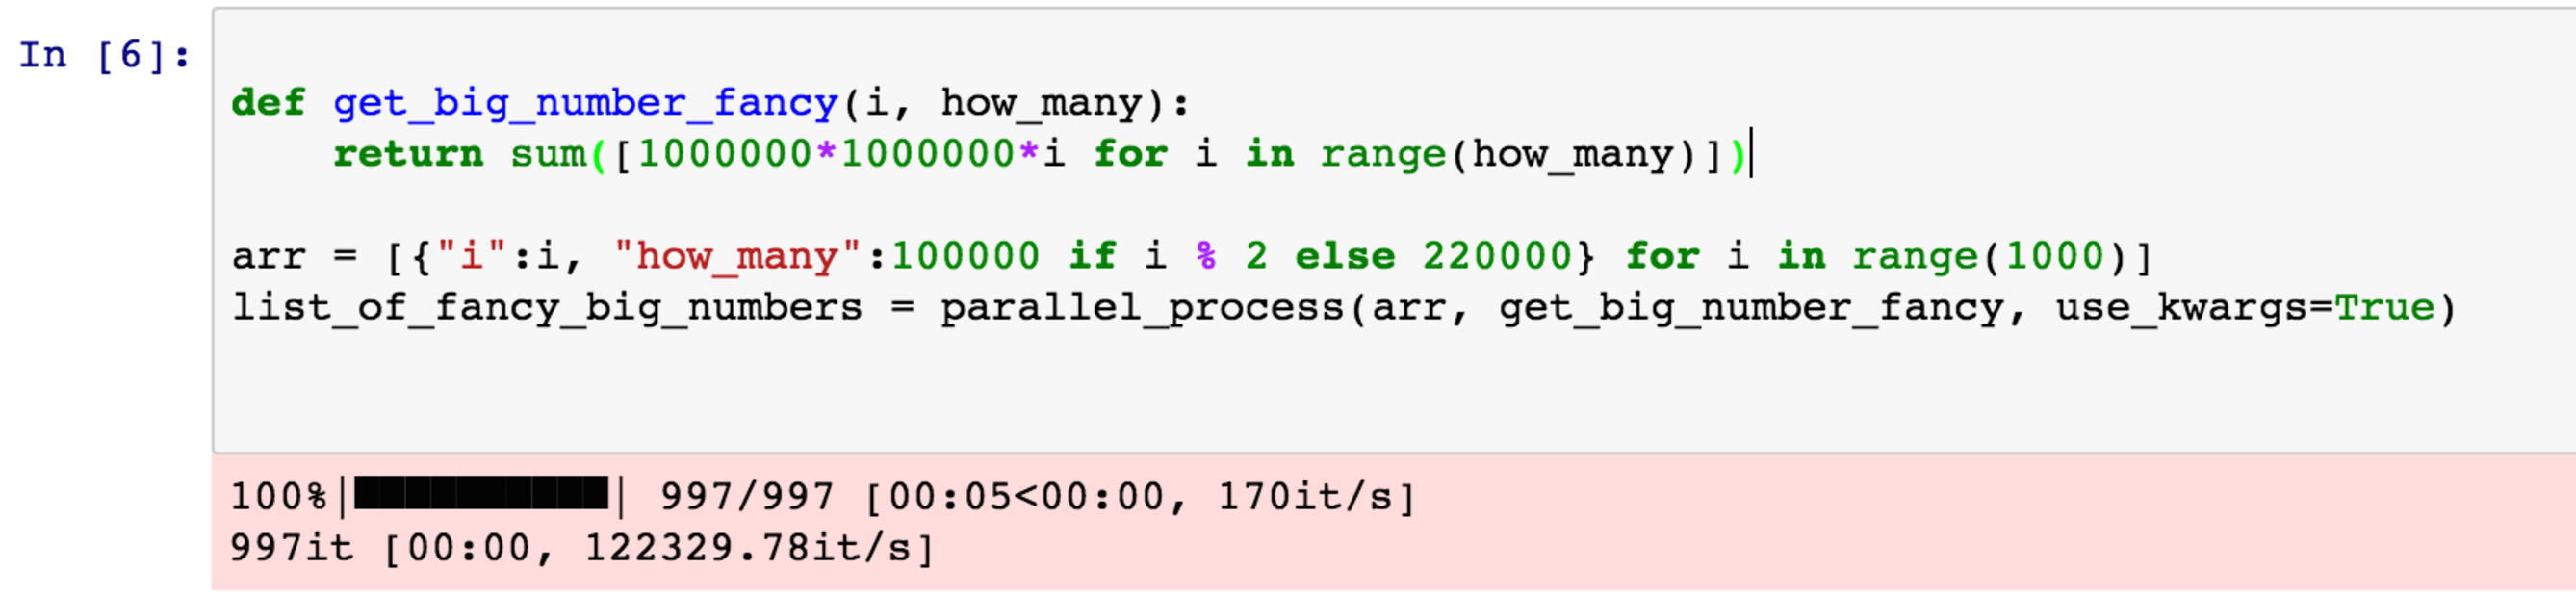 In [6]:
def get_big_number_fancy(i, how_many):
    return sum([1000000*1000000*i for i in range(how_many)])
arr = [{"i":i, "how_many":100000 if i % 2 else 220000} for i in range(1000)]
list_of_fancy_big_numbers = parallel_process(arr, get_big_number_fancy, use_kwargs=True)
100%|██████████| 997/997 [00:05<00:00, 170it/s]
997it [00:00, 122329.78it/s]